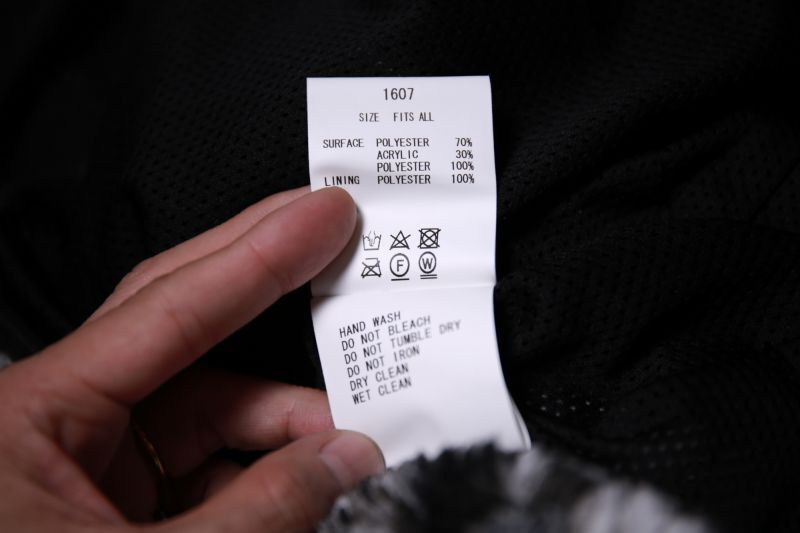 1607
SIZE FITS ALL
SURFACE POLYESTER 70%
ACRYLIC 30%
POLYESTER 100%
LINING POLYESTER 100%
F W
HAND WASH
DO NOT BLEACH
DO NOT TUMBLE DRY
DO NOT IRON
DRY CLEAN
WET CLEAN